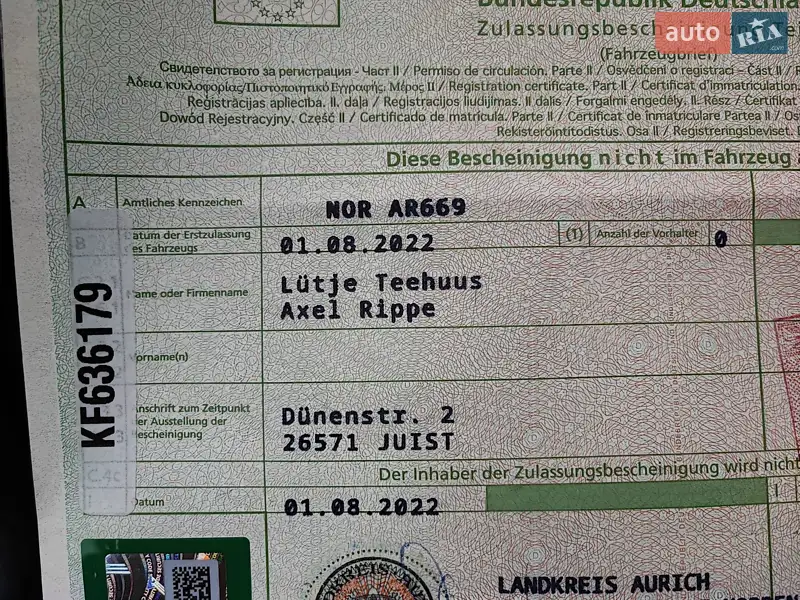 Bundesrepublik Deutschla
Zulassungsbesche
(Fahrzeugbrief)
auto RIA .com
Свидетелството за регистрация - Част II / Permiso de circulación. Parte II / Osvědčení o registraci – Část II /
Άδεια κυκλοφορίας/Πιστοποιητικό Εγγραφής. Μέρος II / Registration certificate. Part II / Certificat d'immatriculation.
Reģistrācijas apliecība. II. daļa / Registracijos liudijimas. II dalis / Forgalmi engedély. II. Rész / Certifikat
Dowód Rejestracyjny. Część II / Certificado de matrícula. Parte II / Certificat de înmatriculare Partea II / Os
Rekisteröintitodistus. Osa II / Registreringsbeviset.
Diese Bescheinigung nicht im Fahrzeug
A Amtliches Kennzeichen NOR AR669
B Datum der Erstzulassung des Fahrzeugs 01.08.2022 (1) Anzahl der Vorhalter 0
ame oder Firmenname Lütje Teehuus
Axel Rippe
orname(n)
nschrift zum Zeitpunkt
er Ausstellung der
escheinigung
Dünenstr. 2
26571 JUIST
KF636179
C.4c Der Inhaber der Zulassungsbescheinigung wird nicht
Datum 01.08.2022
LANDKREIS AURICH